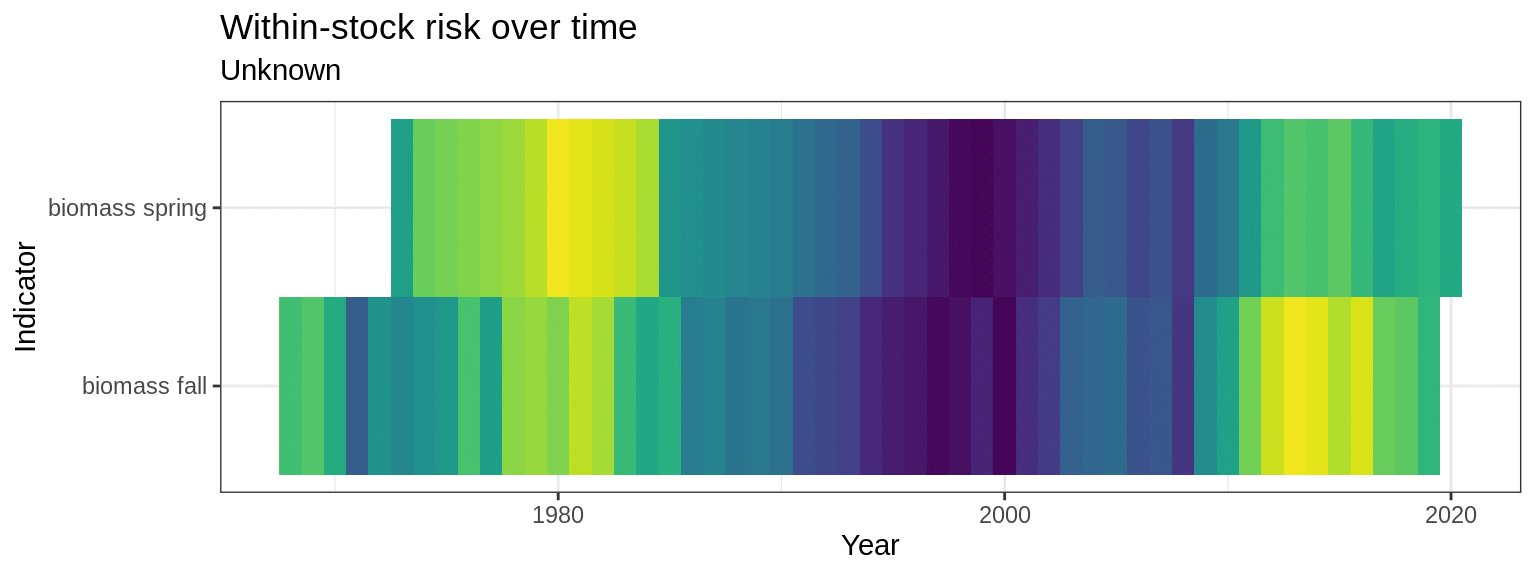 Within-stock risk over time
Unknown
Indicator
biomass spring
biomass fall
1980
2000
2020
Year